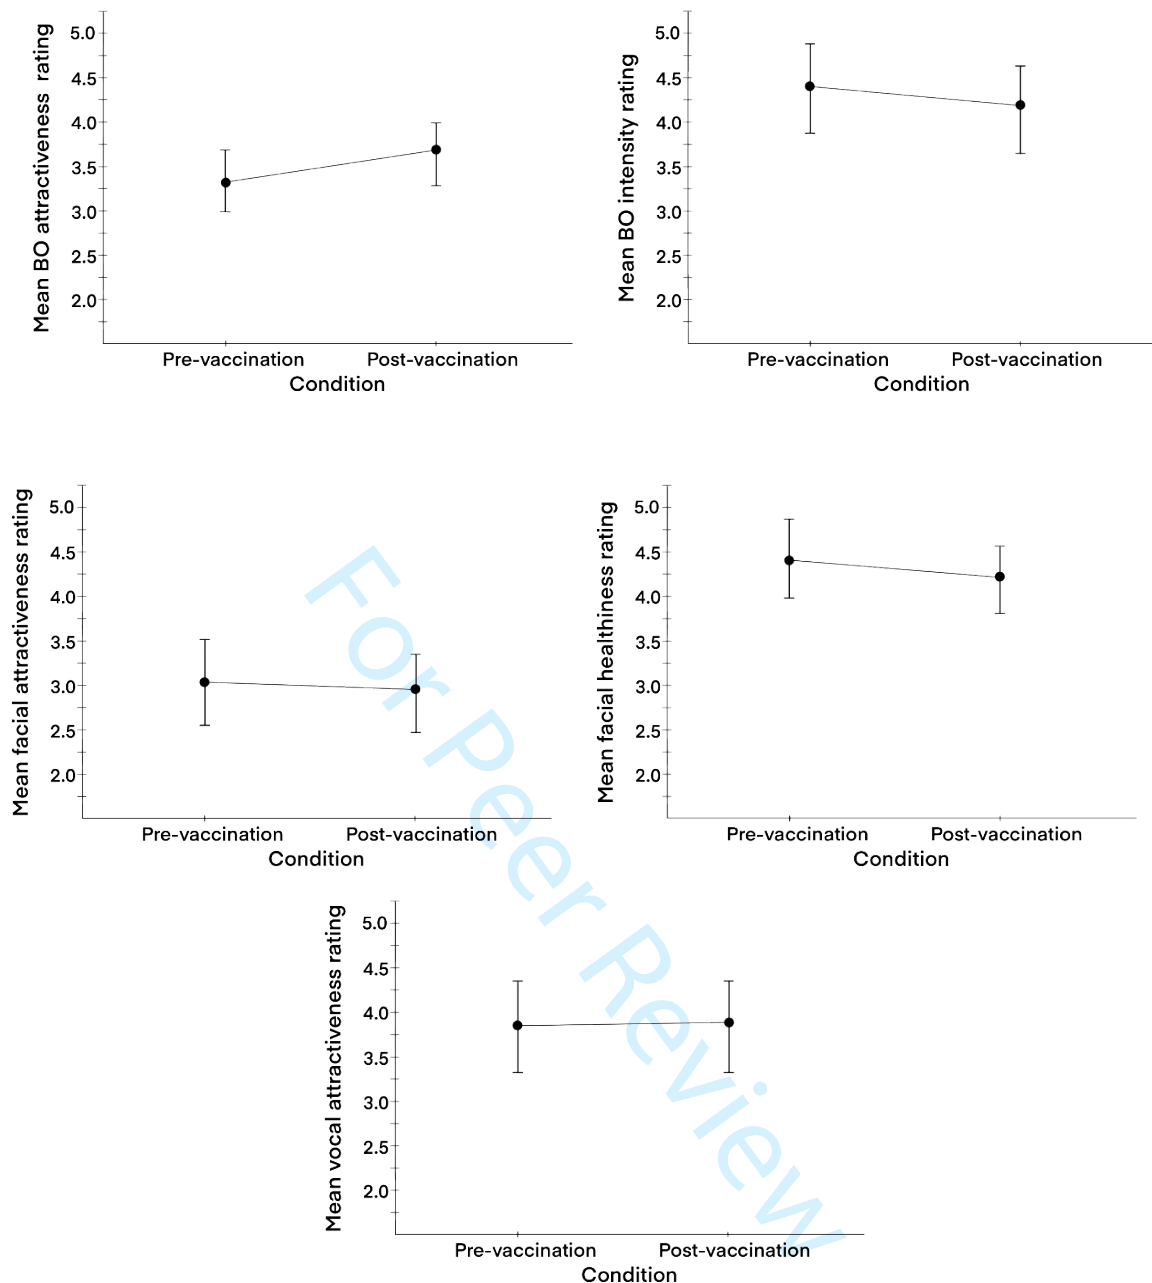 Mean BO attractiveness rating
5.0
4.5
4.0
3.5
3.0
2.5
2.0
Pre-vaccination Post-vaccination
Condition
Mean BO intensity rating
5.0
4.5
4.0
3.5
3.0
2.5
2.0
Pre-vaccination Post-vaccination
Condition
Mean facial attractiveness rating
5.0
4.5
4.0
3.5
3.0
2.5
2.0
Pre-vaccination Post-vaccination
Condition
Mean facial healthiness rating
5.0
4.5
4.0
3.5
3.0
2.5
2.0
Pre-vaccination Post-vaccination
Condition
Mean vocal attractiveness rating
5.0
4.5
4.0
3.5
3.0
2.5
2.0
Pre-vaccination Post-vaccination
Condition
For Peer Review